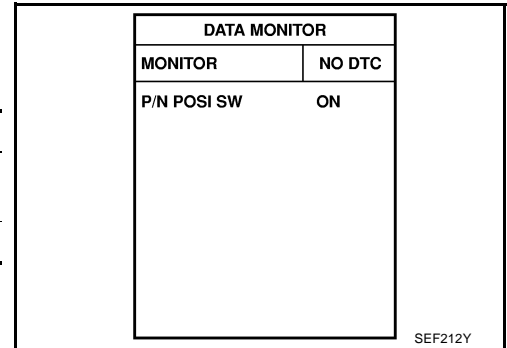 DATA MONITOR
MONITOR NO DTC
P/N POSI SW ON
SEF212Y